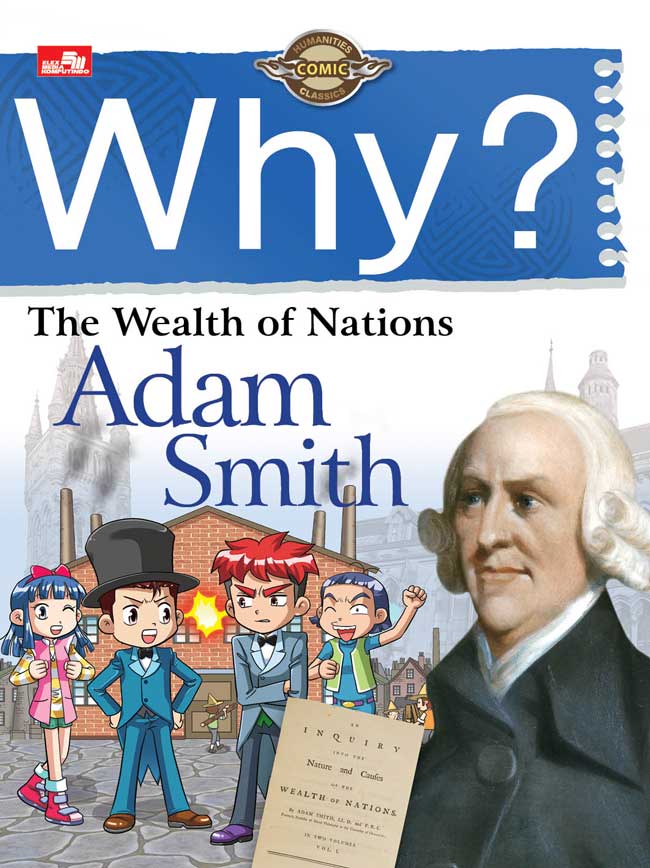 ELEX
MEDIA
KOMPUTINDO
HUMANITIES
COMIC
CLASSICS
Why?
The Wealth of Nations
Adam
Smith
AN
INQUIRY
INTO THE
Nature and Causes
OF THE
WEALTH OF NATIONS.
By ADAM SMITH, LL. D. and F. R. S.
IN TWO VOLUMES
VOL. I.